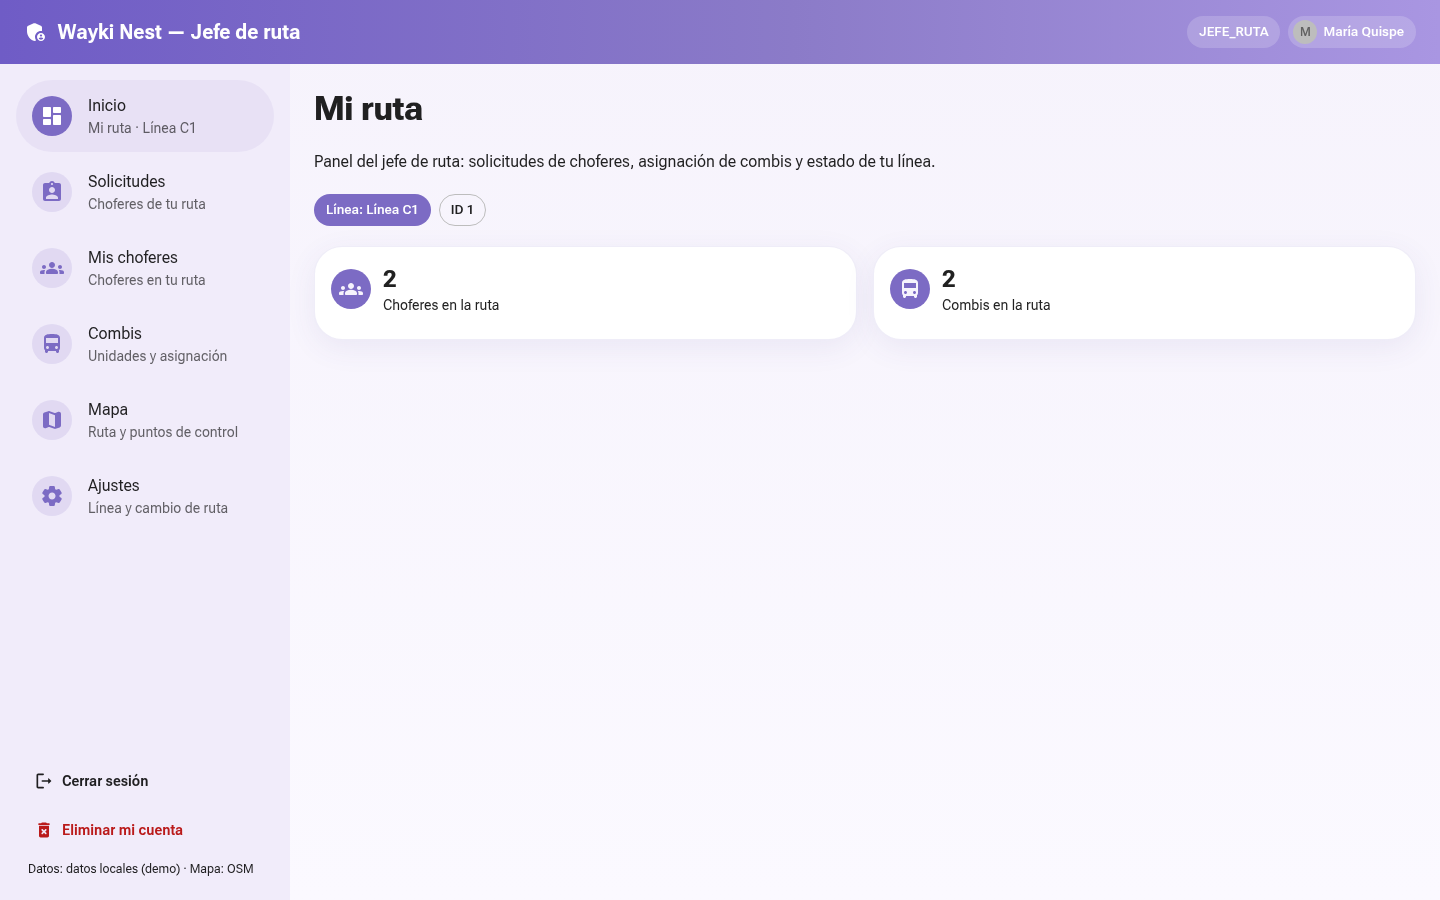 Wayki Nest — Jefe de ruta
JEFE_RUTA
M María Quispe
Inicio
Mi ruta · Línea C1
Solicitudes
Choferes de tu ruta
Mis choferes
Choferes en tu ruta
Combis
Unidades y asignación
Mapa
Ruta y puntos de control
Ajustes
Línea y cambio de ruta
Cerrar sesión
Eliminar mi cuenta
Datos: datos locales (demo) · Mapa: OSM
Mi ruta
Panel del jefe de ruta: solicitudes de choferes, asignación de combis y estado de tu línea.
Línea: Línea C1
ID 1
2
Choferes en la ruta
2
Combis en la ruta